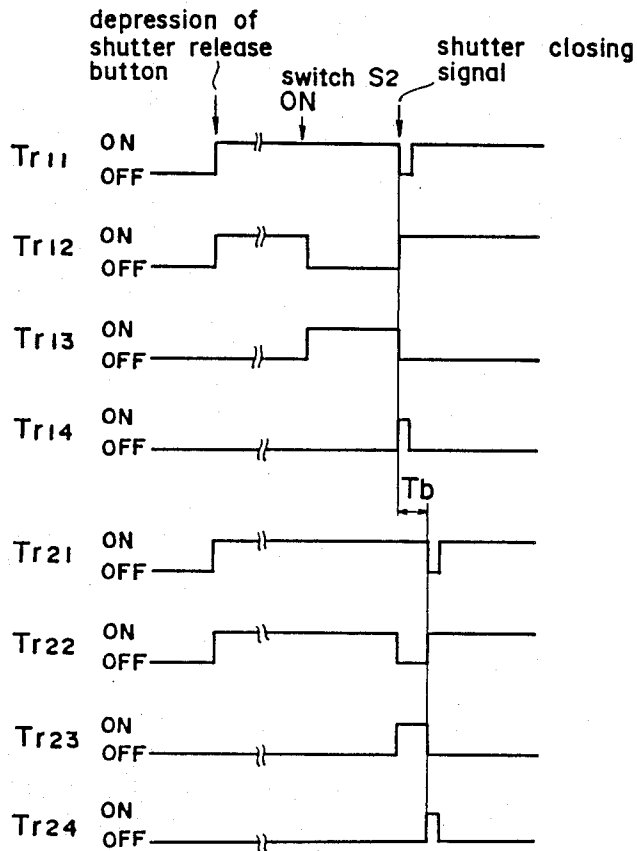 depression of
shutter release
button
switch S2
ON
shutter closing
signal
Tr11 ON
OFF
Tr12 ON
OFF
Tr13 ON
OFF
Tr14 ON
OFF
Tb
Tr21 ON
OFF
Tr22 ON
OFF
Tr23 ON
OFF
Tr24 ON
OFF